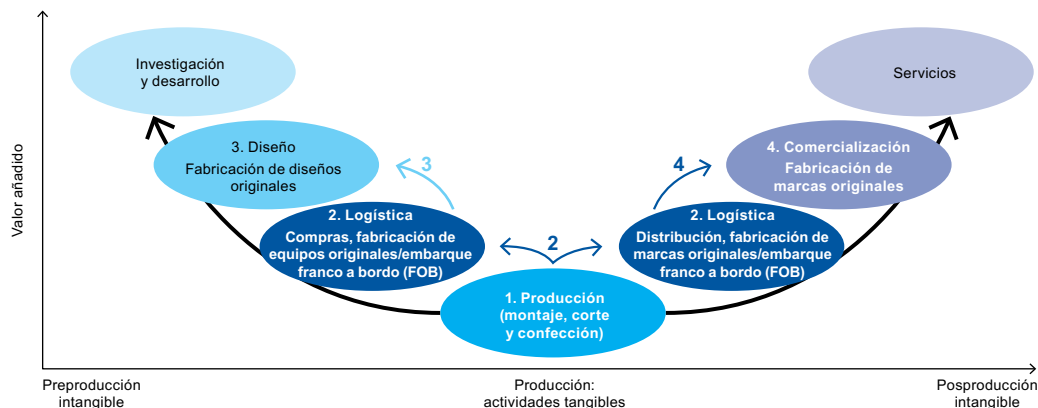 Valor añadido
Investigación
y desarrollo
Servicios
3. Diseño
Fabricación de diseños
originales
3
4
4. Comercialización
Fabricación de
marcas originales
2. Logística
Compras, fabricación de
equipos originales/embarque
franco a bordo (FOB)
2
2. Logística
Distribución, fabricación de
marcas originales/embarque
franco a bordo (FOB)
1. Producción
(montaje, corte
y confección)
Preproducción
intangible
Producción:
actividades tangibles
Posproducción
intangible